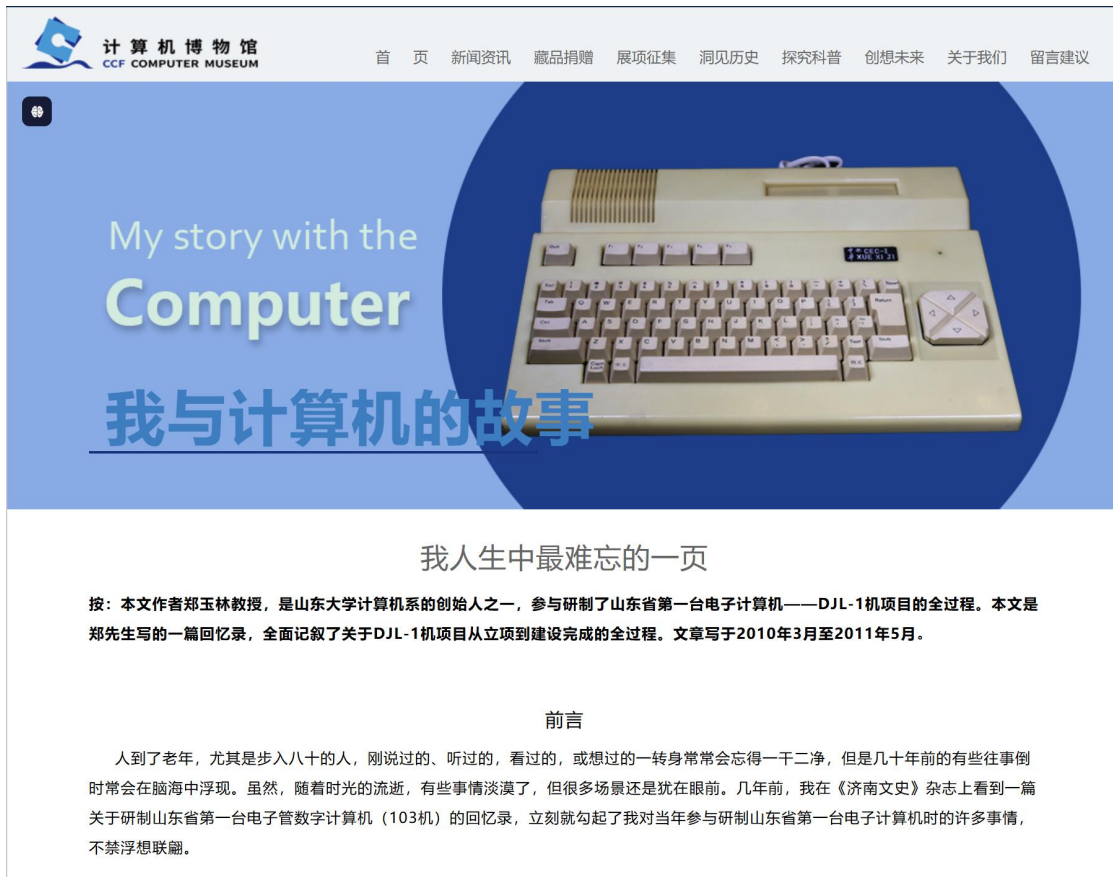 计算机博物馆
CCF COMPUTER MUSEUM
首 页 新闻资讯 藏品捐赠 展项征集 洞见历史 探究科普 创想未来 关于我们 留言建议
My story with the
Computer
我与计算机的故事
CEC-I
XUE XI JI
我人生中最难忘的一页
按：本文作者郑玉林教授，是山东大学计算机系的创始人之一，参与研制了山东省第一台电子计算机——DJL-1机项目的全过程。本文是
郑先生写的一篇回忆录，全面记叙了关于DJL-1机项目从立项到建设完成的全过程。文章写于2010年3月至2011年5月。
前言
人到了老年，尤其是步入八十的人，刚说过的、听过的，看过的，或想过的一转身常常会忘得一干二净，但是几十年前的有些往事倒
时常会在脑海中浮现。虽然，随着时光的流逝，有些事情淡漠了，但很多场景还是犹在眼前。几年前，我在《济南文史》杂志上看到一篇
关于研制山东省第一台电子管数字计算机（103机）的回忆录，立刻就勾起了我对当年参与研制山东省第一台电子计算机时的许多事情，
不禁浮想联翩。